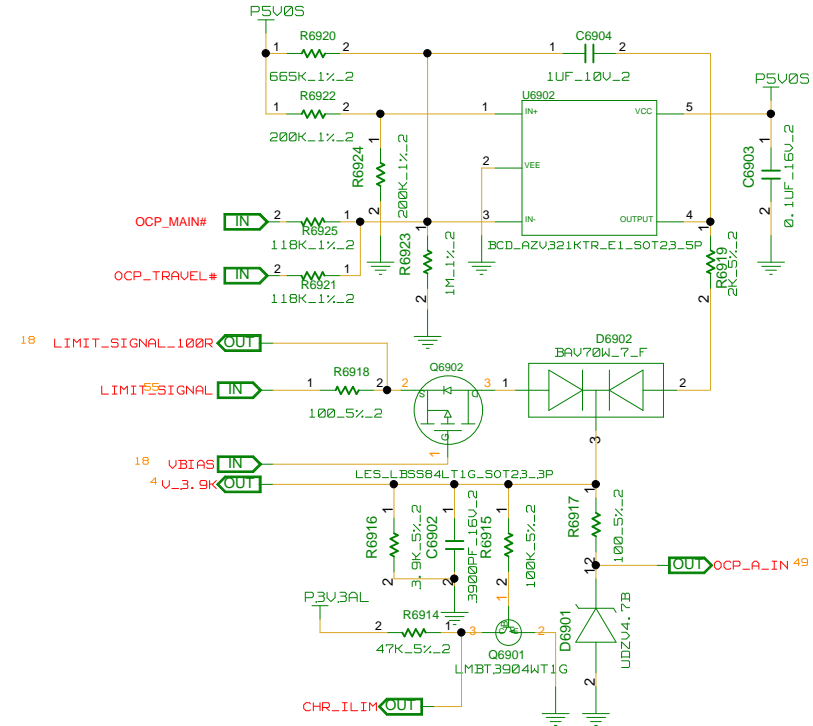 P5V0S
R6920
1 2
665K_1%_2
C6904
1 2
1UF_10V_2
R6922
1 2
200K_1%_2
U6902
1 IN+
2 VEE
3 IN-
VCC 5
OUTPUT 4
BCD_AZV321KTR_E1_SOT23_5P
P5V0S
1
C6903
0.1UF_16V_2
2
1
R6924
200K_1%_2
2
OCP_MAIN# IN 2 1
R6925
118K_1%_2
OCP_TRAVEL# IN 2 1
R6921
118K_1%_2
1
R6923
1M_1%_2
2
1
R6919
2K_5%_2
2
18 LIMIT_SIGNAL_100R OUT
55
LIMIT_SIGNAL IN
R6918
1 2
100_5%_2
Q6902
2 S D 3
G
1
D6902
BAV70W_7_F
1 2
3
18 VBIAS IN
LES_LBSS84LT1G_SOT23_3P
4 V_3.9K OUT
1
R6916
3.9K_5%_2
2
1
C6902
3900PF_16V_2
2
1
R6915
100K_5%_2
2
1
R6917
100_5%_2
2
OUT OCP_A_IN 49
P3V3AL
R6914
2 1
47K_5%_2
3 1 2
Q6901
LMBT3904WT1G
1
D6901
UDZV4.7B
2
CHR_ILIM OUT